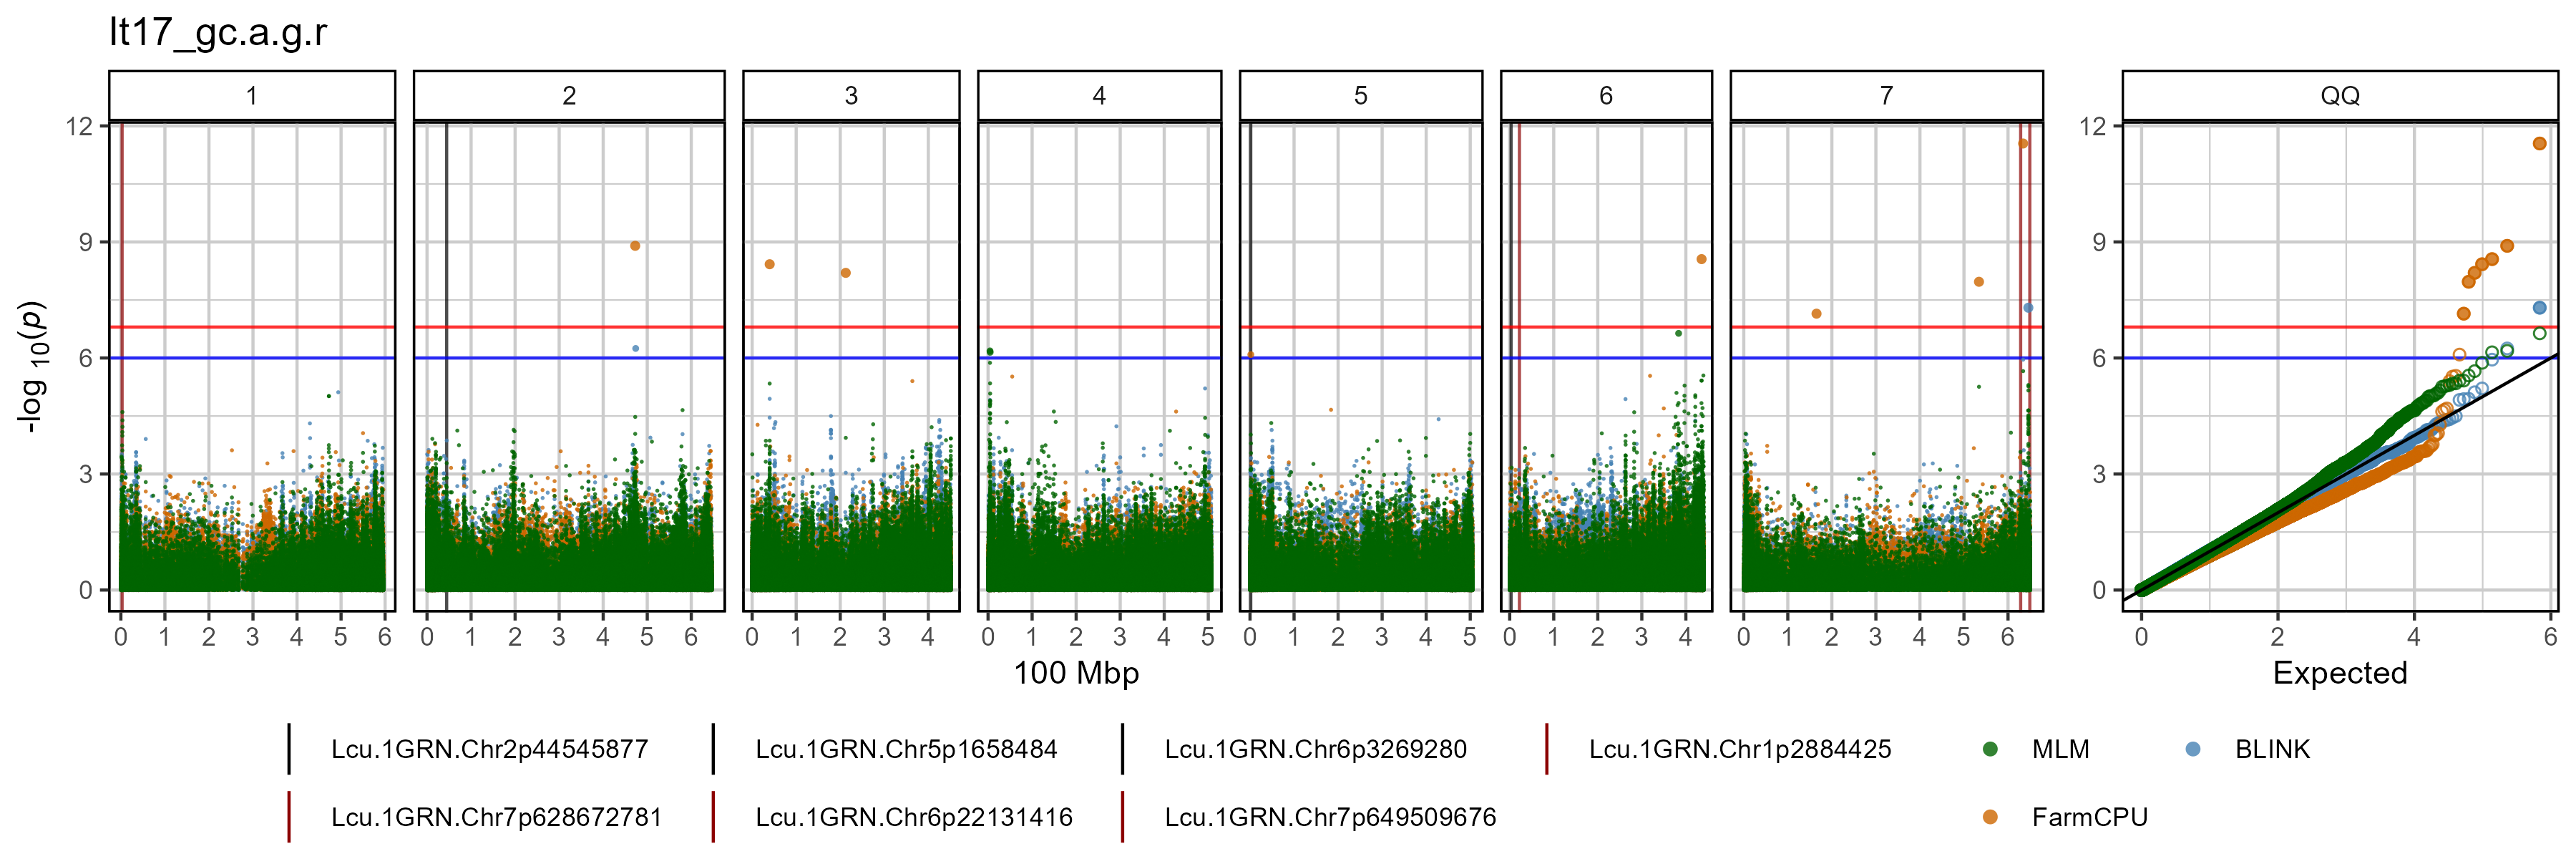 lt17_gc.a.g.r
1 2 3 4 5 6 7 QQ
12 12
9 9
6 6
3 3
0 0
-log 10(p)
0 1 2 3 4 5 6 0 1 2 3 4 5 6 0 1 2 3 4 0 1 2 3 4 5 0 1 2 3 4 5 0 1 2 3 4 0 1 2 3 4 5 6 0 2 4 6
100 Mbp Expected
Lcu.1GRN.Chr2p44545877 Lcu.1GRN.Chr5p1658484 Lcu.1GRN.Chr6p3269280 Lcu.1GRN.Chr1p2884425 MLM BLINK
Lcu.1GRN.Chr7p628672781 Lcu.1GRN.Chr6p22131416 Lcu.1GRN.Chr7p649509676 FarmCPU